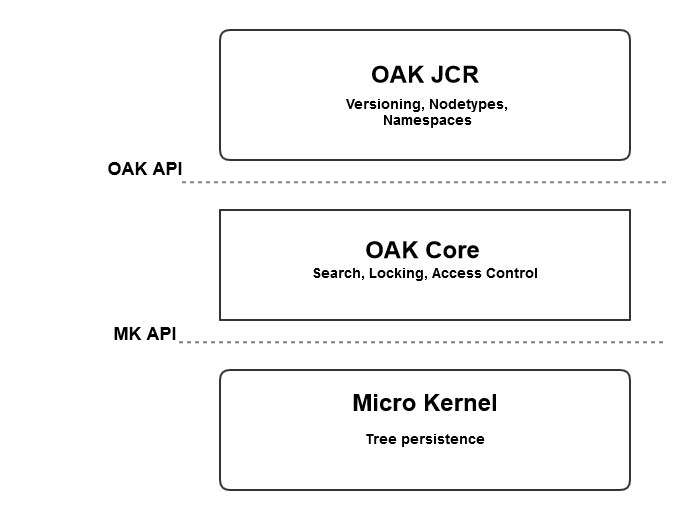 OAK JCR
Versioning, Nodetypes,
Namespaces
OAK API
OAK Core
Search, Locking, Access Control
MK API
Micro Kernel
Tree persistence